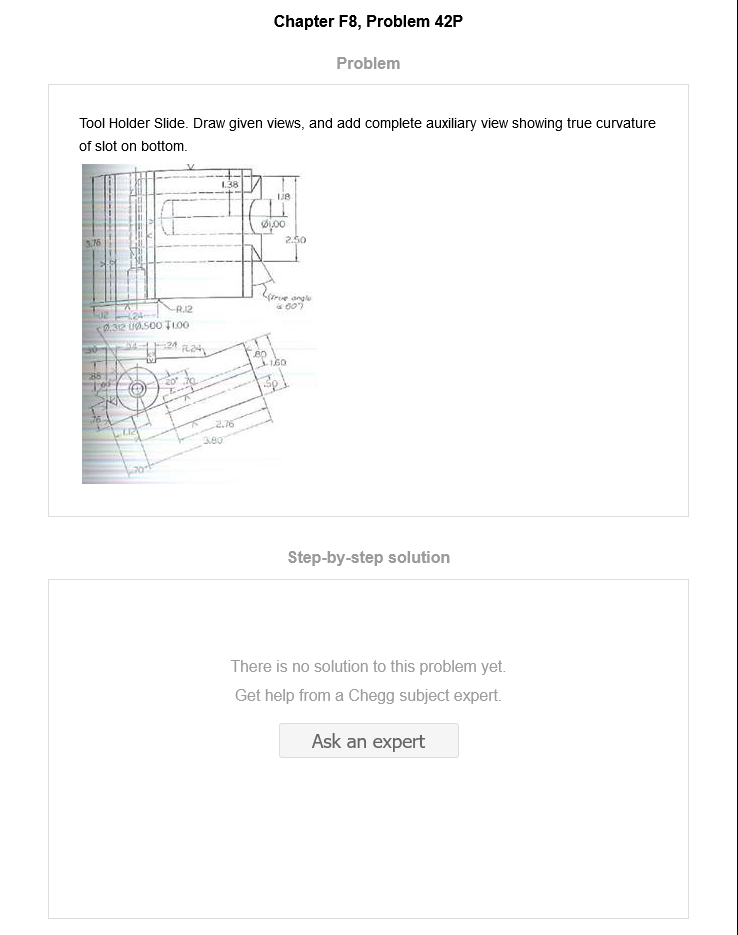 Chapter F8, Problem 42P
Problem
Tool Holder Slide. Draw given views, and add complete auxiliary view showing true curvature
of slot on bottom.
1.38
1.18
Ø1.00
2.50
3.76
(True angle
is 60°)
R.12
1.24
Ø.312 ⌴Ø.500 ↧1.00
.24
R.24
.80
1.60
.88
20° .70
.50
.76
1.12
2.76
3.80
.70
Step-by-step solution
There is no solution to this problem yet.
Get help from a Chegg subject expert.
Ask an expert